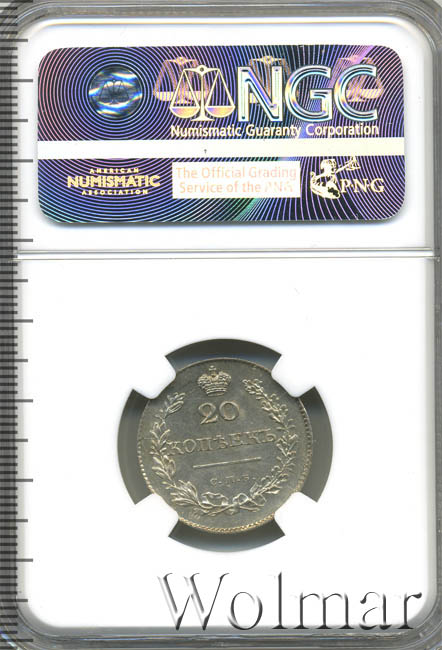 NGC
Numismatic Guaranty Corporation
AMERICAN
NUMISMATIC
ASSOCIATION
The Official Grading
Service of the ANA
PNG
20
КОПѢЕКЪ
С.П.Б.
Wolmar